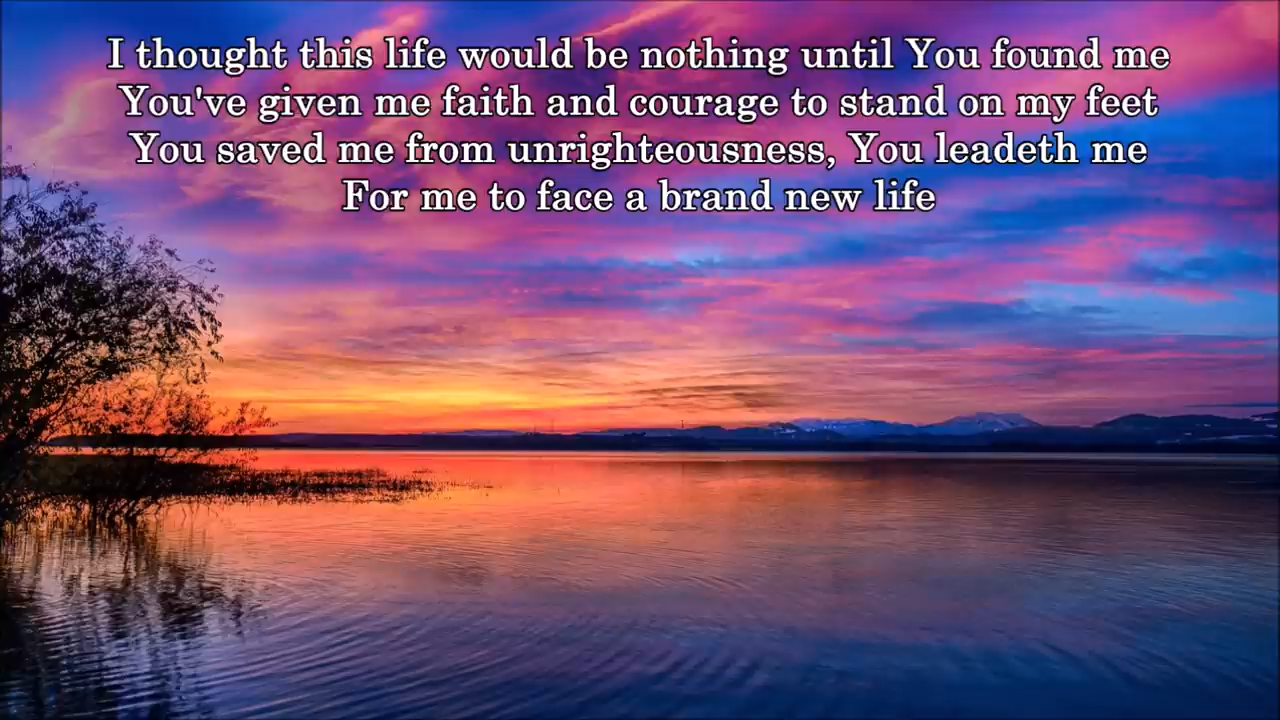 I thought this life would be nothing until You found me
You've given me faith and courage to stand on my feet
You saved me from unrighteousness, You leadeth me
For me to face a brand new life